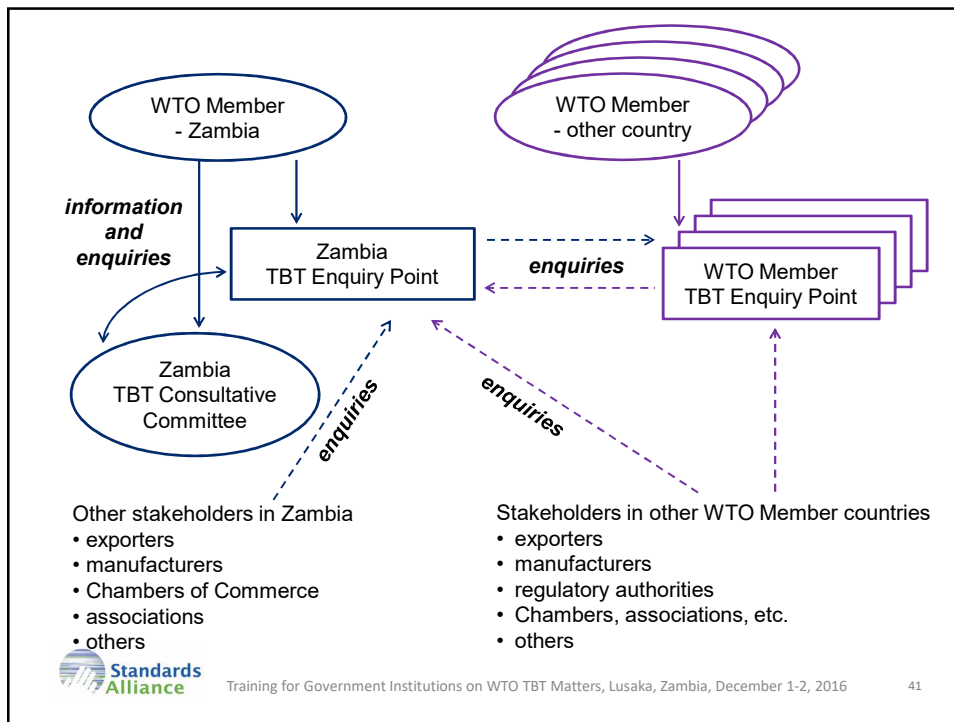 WTO Member
- Zambia
WTO Member
- other country
information
and
enquiries
Zambia
TBT Enquiry Point
enquiries
WTO Member
TBT Enquiry Point
Zambia
TBT Consultative
Committee
enquiries
enquiries
Other stakeholders in Zambia
• exporters
• manufacturers
• Chambers of Commerce
• associations
• others
Stakeholders in other WTO Member countries
• exporters
• manufacturers
• regulatory authorities
• Chambers, associations, etc.
• others
Standards
Alliance
Training for Government Institutions on WTO TBT Matters, Lusaka, Zambia, December 1-2, 2016
41